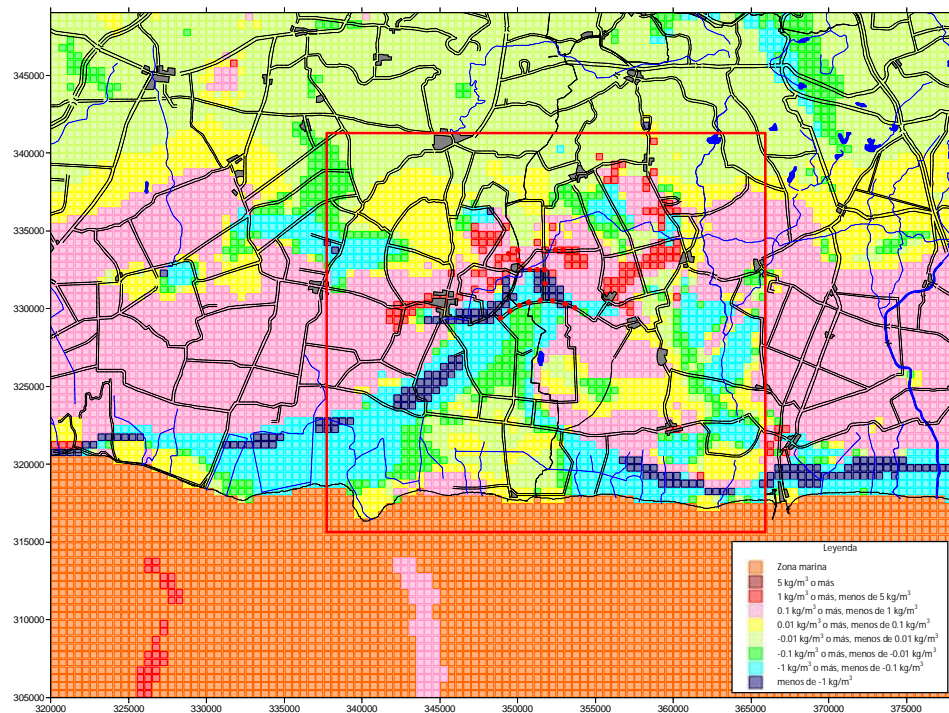 345000
340000
335000
330000
325000
320000
315000
310000
305000
320000 325000 330000 335000 340000 345000 350000 355000 360000 365000 370000 375000
Leyenda
Zona marina
5 kg/m³ o más
1 kg/m³ o más, menos de 5 kg/m³
0.1 kg/m³ o más, menos de 1 kg/m³
0.01 kg/m³ o más, menos de 0.1 kg/m³
-0.01 kg/m³ o más, menos de 0.01 kg/m³
-0.1 kg/m³ o más, menos de -0.01 kg/m³
-1 kg/m³ o más, menos de -0.1 kg/m³
menos de -1 kg/m³